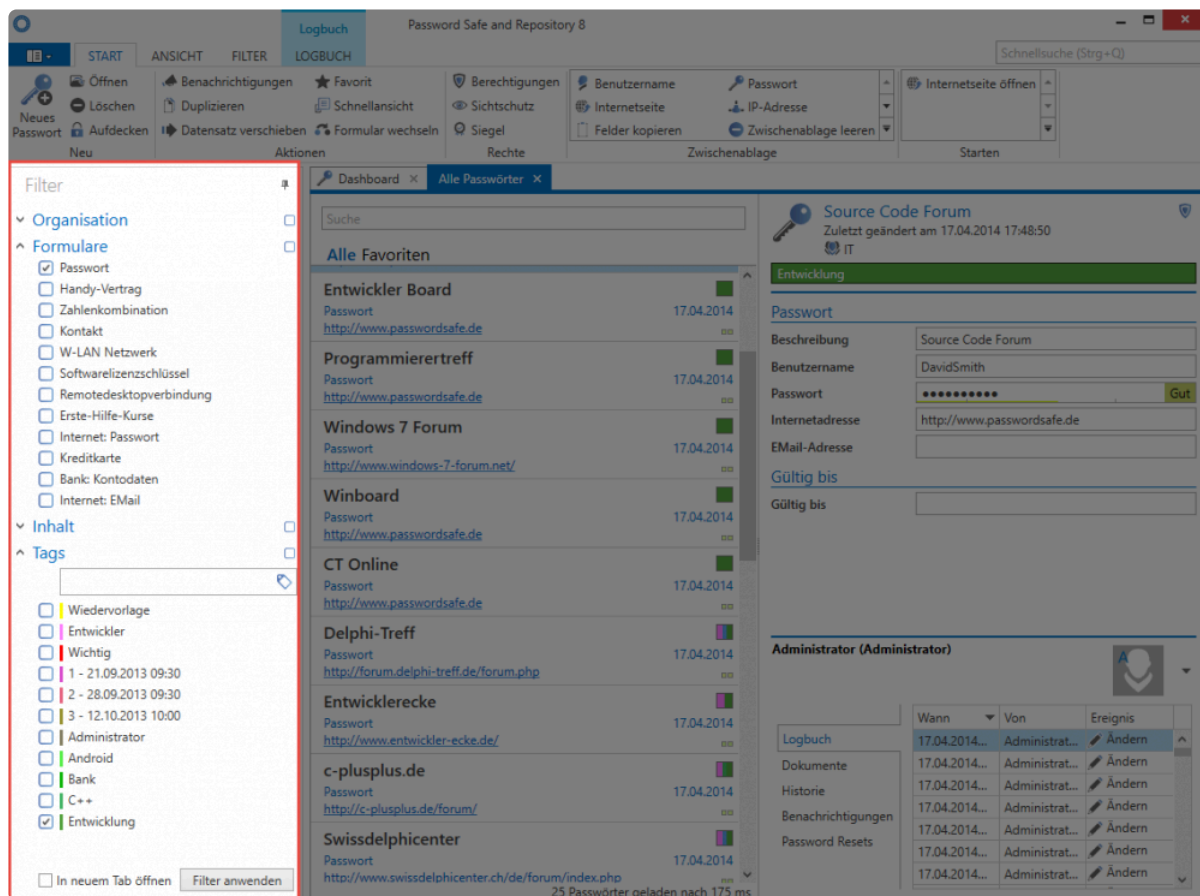 Logbuch
Password Safe and Repository 8
START ANSICHT FILTER LOGBUCH
Schnellsuche (Strg+Q)
Neues Passwort
Öffnen
Löschen
Aufdecken
Neu
Benachrichtigungen
Duplizieren
Datensatz verschieben
Favorit
Schnellansicht
Formular wechseln
Aktionen
Berechtigungen
Sichtschutz
Siegel
Rechte
Benutzername
Internetseite
Felder kopieren
Passwort
IP-Adresse
Zwischenablage leeren
Zwischenablage
Internetseite öffnen
Starten
Filter
Organisation
Formulare
Passwort
Handy-Vertrag
Zahlenkombination
Kontakt
W-LAN Netzwerk
Softwarelizenzschlüssel
Remotedesktopverbindung
Erste-Hilfe-Kurse
Internet: Passwort
Kreditkarte
Bank: Kontodaten
Internet: EMail
Inhalt
Tags
Wiedervorlage
Entwickler
Wichtig
1 - 21.09.2013 09:30
2 - 28.09.2013 09:30
3 - 12.10.2013 10:00
Administrator
Android
Bank
C++
Entwicklung
In neuem Tab öffnen
Filter anwenden
Dashboard
Alle Passwörter
Suche
Alle Favoriten
Entwickler Board
Passwort 17.04.2014
http://www.passwordsafe.de
Programmierertreff
Passwort 17.04.2014
http://www.passwordsafe.de
Windows 7 Forum
Passwort 17.04.2014
http://www.windows-7-forum.net/
Winboard
Passwort 17.04.2014
http://www.passwordsafe.de
CT Online
Passwort 17.04.2014
http://www.passwordsafe.de
Delphi-Treff
Passwort 17.04.2014
http://forum.delphi-treff.de/forum.php
Entwicklerecke
Passwort 17.04.2014
http://www.entwickler-ecke.de/
c-plusplus.de
Passwort 17.04.2014
http://c-plusplus.de/forum/
Swissdelphicenter
Passwort 17.04.2014
http://www.swissdelphicenter.ch/de/forum/index.php
25 Passwörter geladen nach 175 ms
Source Code Forum
Zuletzt geändert am 17.04.2014 17:48:50
IT
Entwicklung
Passwort
Beschreibung Source Code Forum
Benutzername DavidSmith
Passwort •••••••••• Gut
Internetadresse http://www.passwordsafe.de
EMail-Adresse
Gültig bis
Gültig bis
Administrator (Administrator)
A
Logbuch
Dokumente
Historie
Benachrichtigungen
Password Resets
Wann Von Ereignis
17.04.2014... Administrat... Ändern
17.04.2014... Administrat... Ändern
17.04.2014... Administrat... Ändern
17.04.2014... Administrat... Ändern
17.04.2014... Administrat... Ändern
17.04.2014... Administrat... Ändern
17.04.2014... Administrat... Ändern